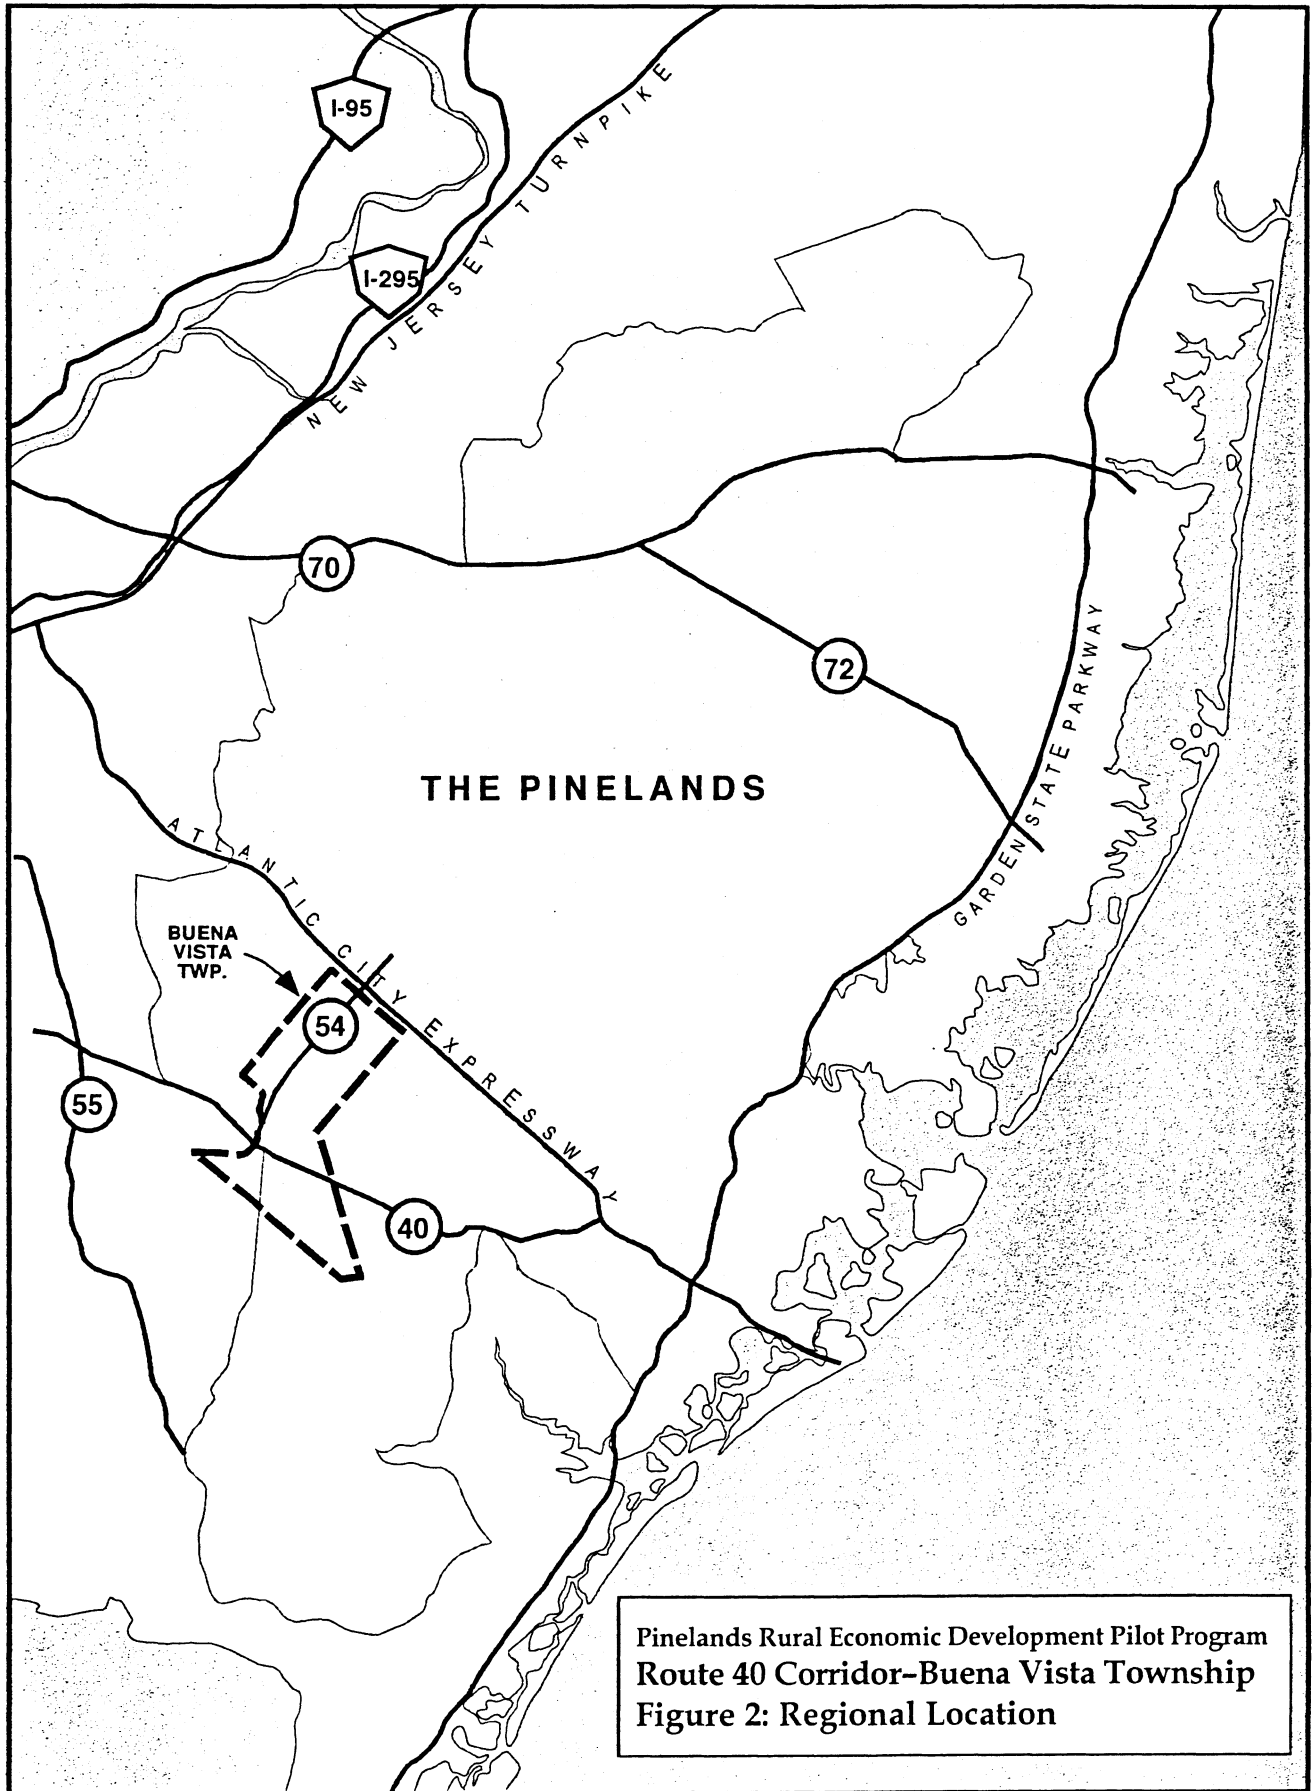 I-95
I-295
NEW JERSEY TURNPIKE
70
72
THE PINELANDS
GARDEN STATE PARKWAY
ATLANTIC CITY EXPRESSWAY
BUENA
VISTA
TWP.
54
55
40
Pinelands Rural Economic Development Pilot Program
Route 40 Corridor–Buena Vista Township
Figure 2: Regional Location